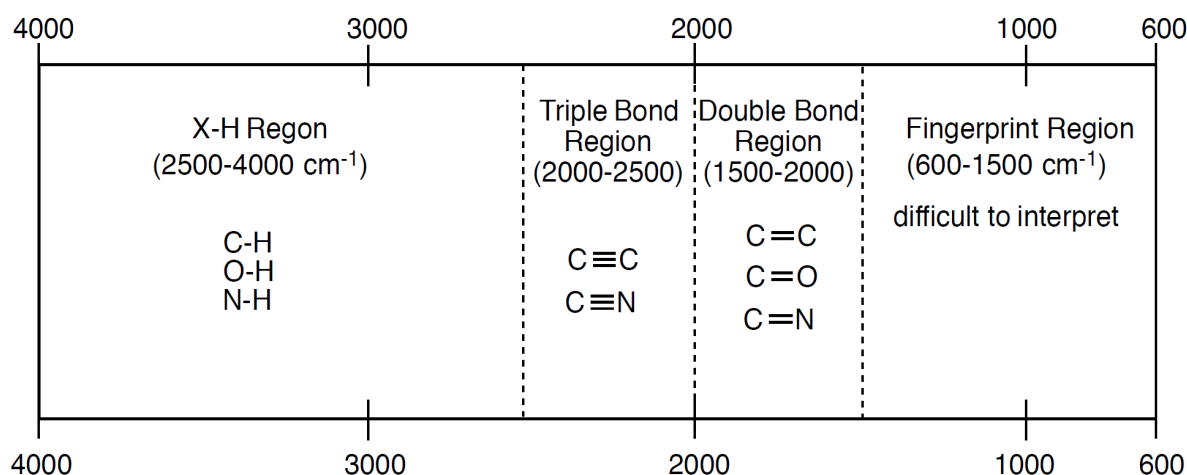 4000 3000 2000 1000 600
X-H Regon
(2500-4000 cm-1)
C-H
O-H
N-H
Triple Bond
Region
(2000-2500)
C≡C
C≡N
Double Bond
Region
(1500-2000)
C=C
C=O
C=N
Fingerprint Region
(600-1500 cm-1)
difficult to interpret
4000 3000 2000 1000 600